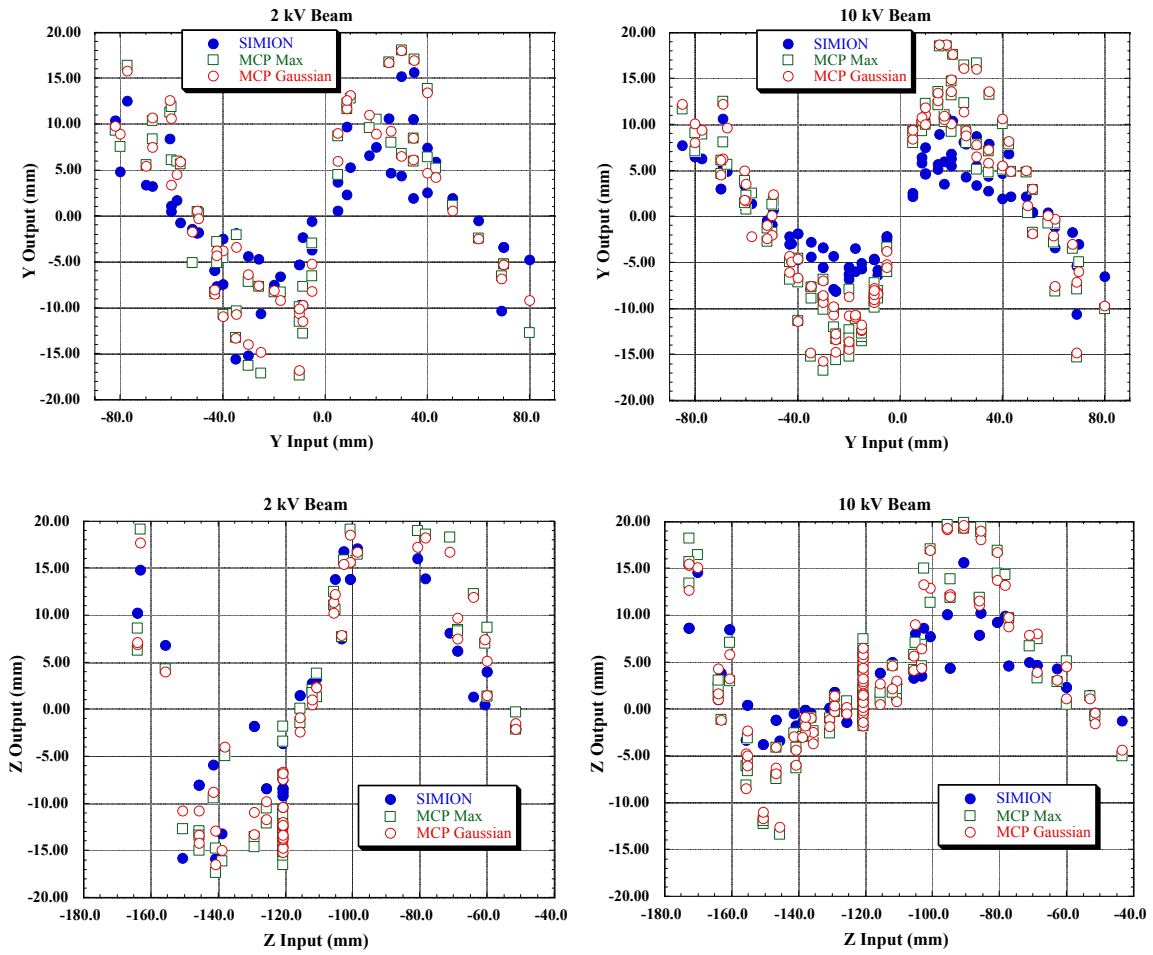 2 kV Beam
20.00
15.00
10.00
5.00
0.00
-5.00
-10.00
-15.00
-20.00
Y Output (mm)
SIMION
MCP Max
MCP Gaussian
-80.0
-40.0
0.0
40.0
80.0
Y Input (mm)
10 kV Beam
20.00
15.00
10.00
5.00
0.00
-5.00
-10.00
-15.00
-20.00
Y Output (mm)
SIMION
MCP Max
MCP Gaussian
-80.0
-40.0
0.0
40.0
80.0
Y Input (mm)
2 kV Beam
20.00
15.00
10.00
5.00
0.00
-5.00
-10.00
-15.00
-20.00
Z Output (mm)
SIMION
MCP Max
MCP Gaussian
-180.0
-160.0
-140.0
-120.0
-100.0
-80.0
-60.0
-40.0
Z Input (mm)
10 kV Beam
20.00
15.00
10.00
5.00
0.00
-5.00
-10.00
-15.00
-20.00
Z Output (mm)
SIMION
MCP Max
MCP Gaussian
-180.0
-160.0
-140.0
-120.0
-100.0
-80.0
-60.0
-40.0
Z Input (mm)